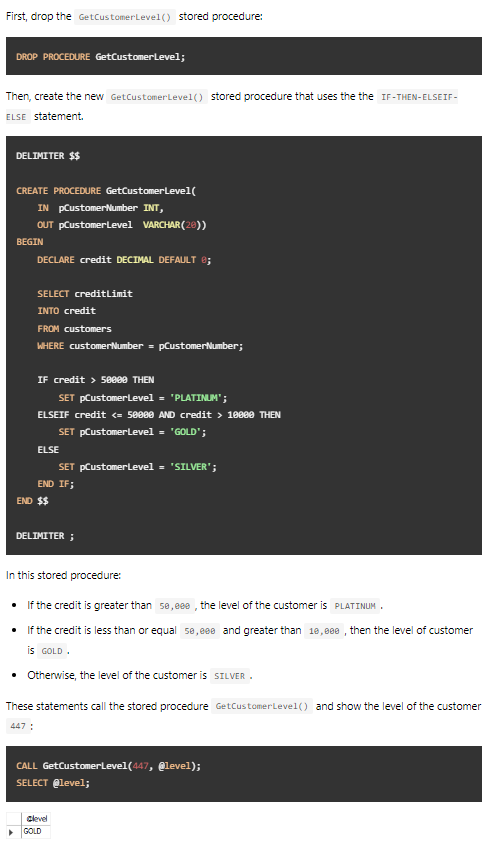 First, drop the GetCustomerLevel() stored procedure:
DROP PROCEDURE GetCustomerLevel;
Then, create the new GetCustomerLevel() stored procedure that uses the the IF-THEN-ELSEIF-
ELSE statement.
DELIMITER $$
CREATE PROCEDURE GetCustomerLevel(
    IN  pCustomerNumber INT,
    OUT pCustomerLevel  VARCHAR(20))
BEGIN
    DECLARE credit DECIMAL DEFAULT 0;
    SELECT creditLimit
    INTO credit
    FROM customers
    WHERE customerNumber = pCustomerNumber;
    IF credit > 50000 THEN
        SET pCustomerLevel = 'PLATINUM';
    ELSEIF credit <= 50000 AND credit > 10000 THEN
        SET pCustomerLevel = 'GOLD';
    ELSE
        SET pCustomerLevel = 'SILVER';
    END IF;
END $$
DELIMITER ;
In this stored procedure:
• If the credit is greater than 50,000 , the level of the customer is PLATINUM .
• If the credit is less than or equal 50,000 and greater than 10,000 , then the level of customer
is GOLD .
• Otherwise, the level of the customer is SILVER .
These statements call the stored procedure GetCustomerLevel() and show the level of the customer
447 :
CALL GetCustomerLevel(447, @level);
SELECT @level;
@level
GOLD